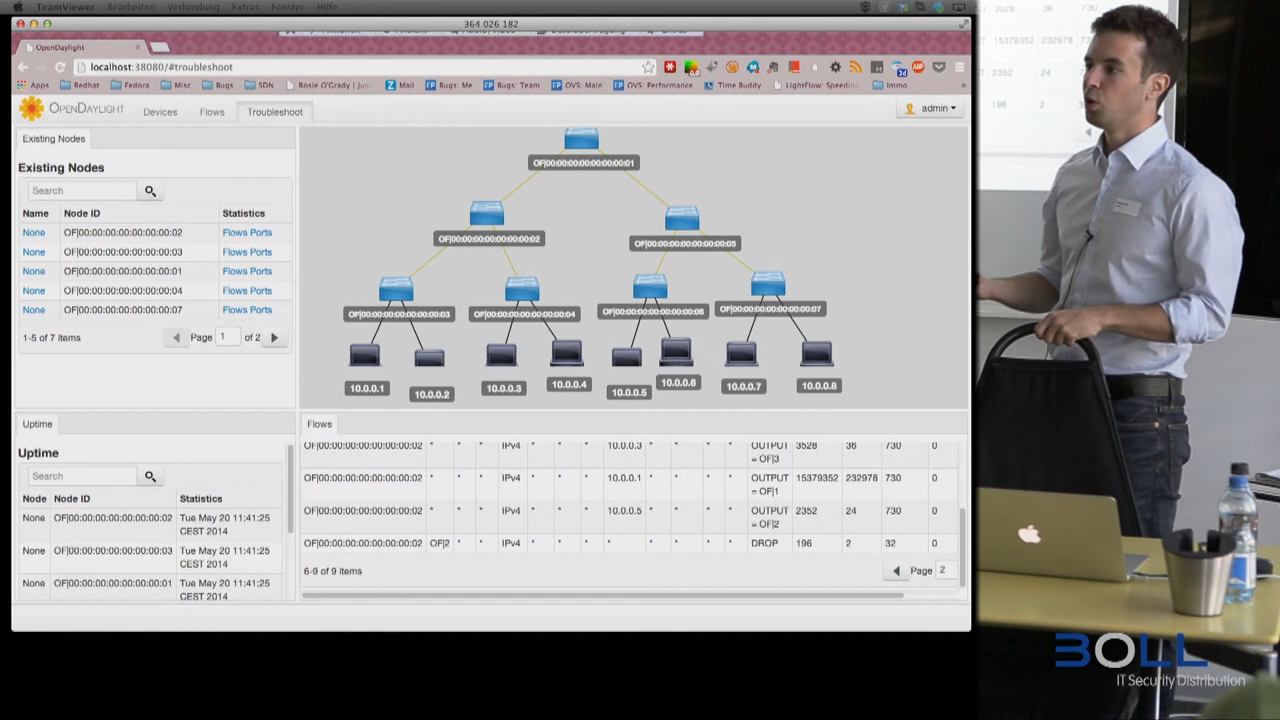 TeamViewer Bearbeiten Verbindung Extras Fenster Hilfe
364 026 182
OpenDaylight
localhost:38080/#troubleshoot
Apps Redhat Fedora Misc Bugs SDN Rosie O'Grady | Just Mail Bugs: Me Bugs: Team OVS: Main OVS: Performance Time Buddy LightFlow: Speeding Immo »
OPENDAYLIGHT Devices Flows Troubleshoot admin
Existing Nodes
Existing Nodes
Search
Name Node ID Statistics
None OF|00:00:00:00:00:00:00:02 Flows Ports
None OF|00:00:00:00:00:00:00:03 Flows Ports
None OF|00:00:00:00:00:00:00:01 Flows Ports
None OF|00:00:00:00:00:00:00:04 Flows Ports
None OF|00:00:00:00:00:00:00:07 Flows Ports
1-5 of 7 items Page 1 of 2
OF|00:00:00:00:00:00:00:01
OF|00:00:00:00:00:00:00:02 OF|00:00:00:00:00:00:00:05
OF|00:00:00:00:00:00:00:03 OF|00:00:00:00:00:00:00:04 OF|00:00:00:00:00:00:00:06 OF|00:00:00:00:00:00:00:07
10.0.0.1 10.0.0.2 10.0.0.3 10.0.0.4 10.0.0.5 10.0.0.6 10.0.0.7 10.0.0.8
Uptime
Uptime
Search
Node Node ID Statistics
None OF|00:00:00:00:00:00:00:02 Tue May 20 11:41:25
CEST 2014
None OF|00:00:00:00:00:00:00:03 Tue May 20 11:41:25
CEST 2014
None OF|00:00:00:00:00:00:00:01 Tue May 20 11:41:25
CEST 2014
Flows
OF|00:00:00:00:00:00:00:02 * * * IPv4 * * * 10.0.0.3 * * * * OUTPUT 3528 36 730 0
= OF|3
OF|00:00:00:00:00:00:00:02 * * * IPv4 * * * 10.0.0.1 * * * * OUTPUT 15379352 232978 730 0
= OF|1
OF|00:00:00:00:00:00:00:02 * * * IPv4 * * * 10.0.0.5 * * * * OUTPUT 2352 24 730 0
= OF|2
OF|00:00:00:00:00:00:00:02 OF|2 * * IPv4 * * * * * * * * DROP 196 2 32 0
6-9 of 9 items Page 2
3528 36 730
15379352 232978
2352 24
196 2
BOLL
IT Security Distribution